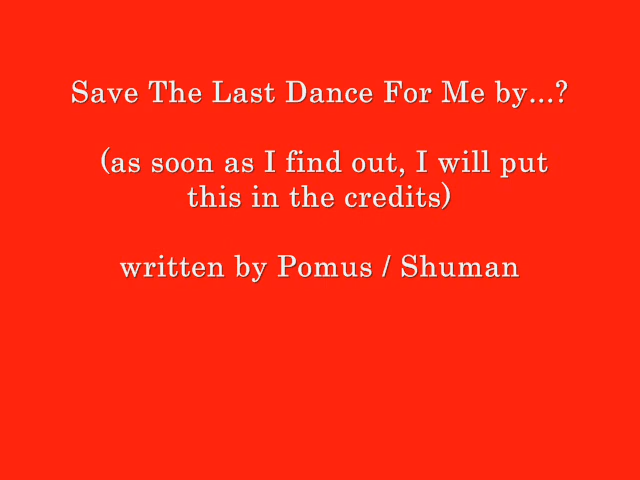 Save The Last Dance For Me by...?
(as soon as I find out, I will put
this in the credits)
written by Pomus / Shuman